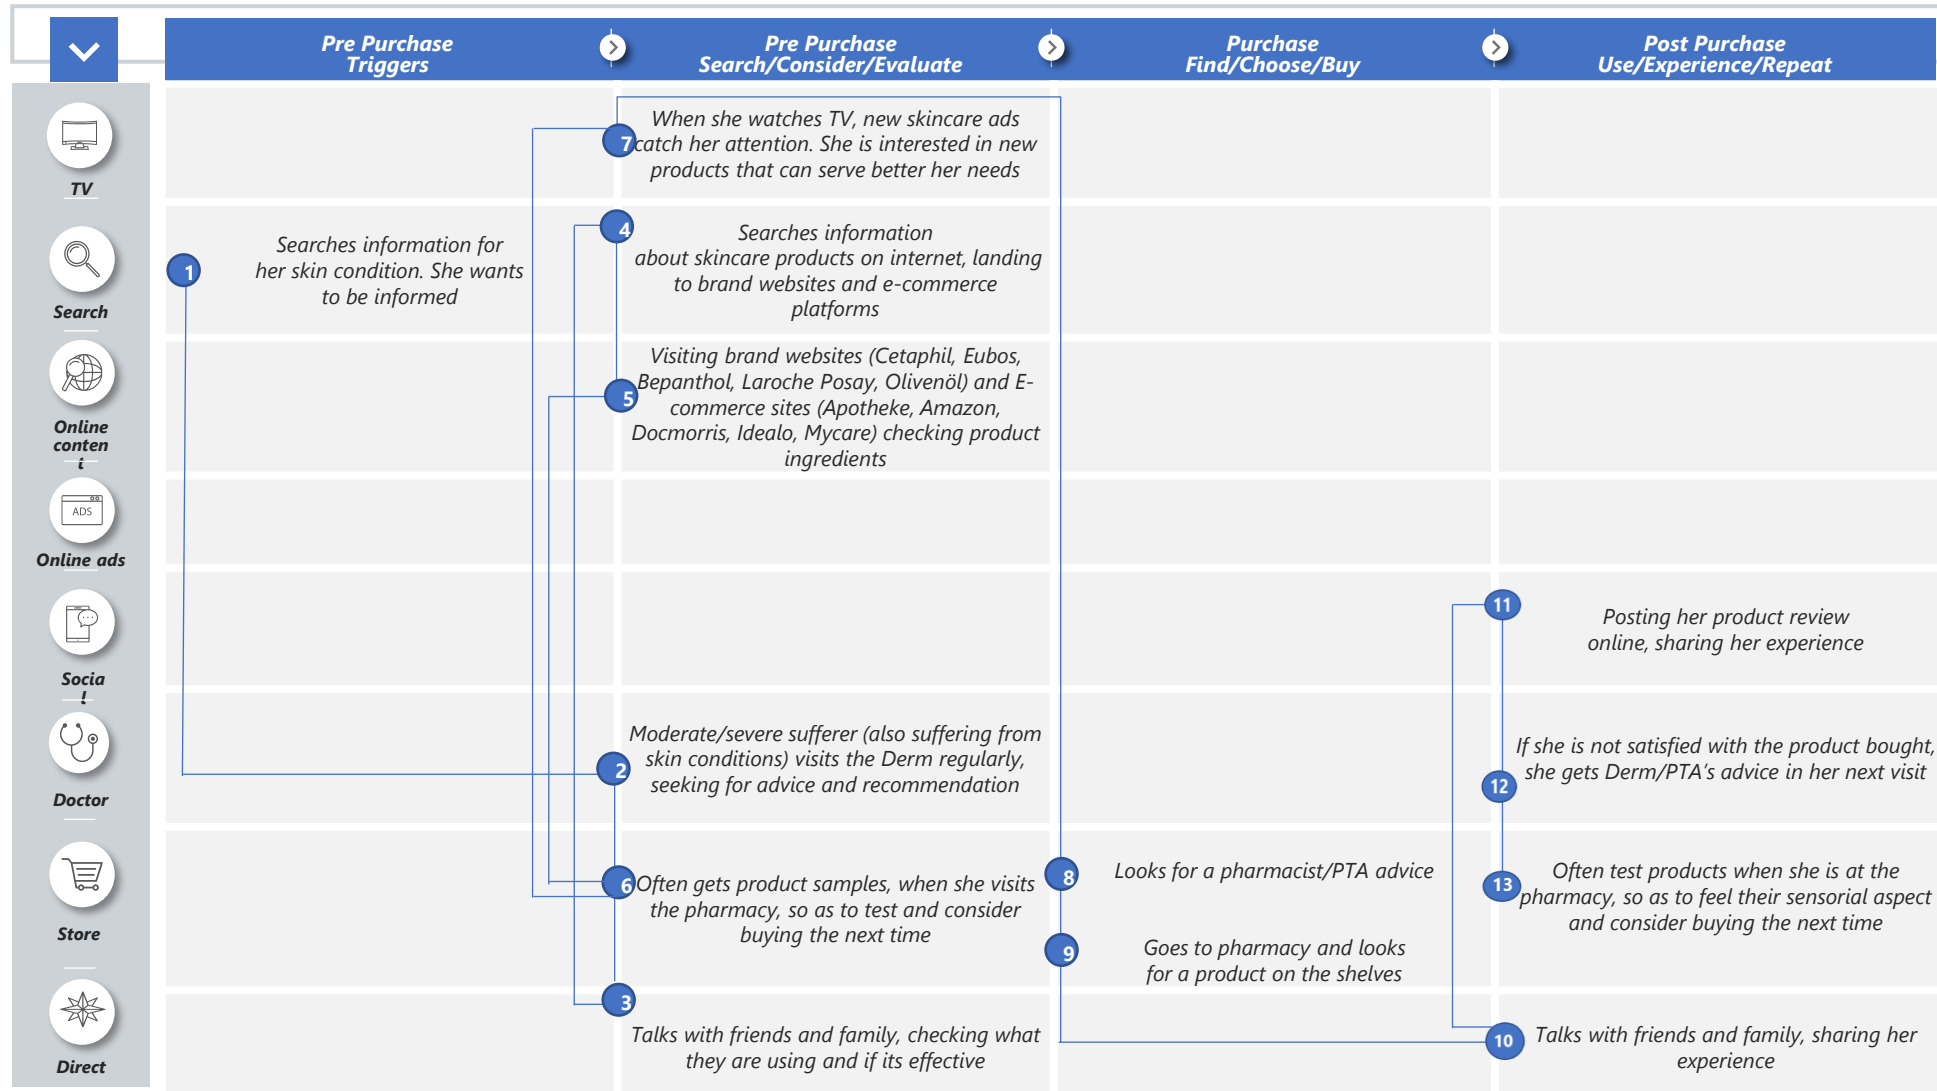 Pre Purchase
Triggers
Pre Purchase
Search/Consider/Evaluate
Purchase
Find/Choose/Buy
Post Purchase
Use/Experience/Repeat
TV
7
When she watches TV, new skincare ads
catch her attention. She is interested in new
products that can serve better her needs
Search
1
Searches information for
her skin condition. She wants
to be informed
4
Searches information
about skincare products on internet, landing
to brand websites and e-commerce
platforms
Online
conten
t
5
Visiting brand websites (Cetaphil, Eubos,
Bepanthol, Laroche Posay, Olivenöl) and E-
commerce sites (Apotheke, Amazon,
Docmorris, Idealo, Mycare) checking product
ingredients
ADS
Online ads
Socia
l
11
Posting her product review
online, sharing her experience
Doctor
2
Moderate/severe sufferer (also suffering from
skin conditions) visits the Derm regularly,
seeking for advice and recommendation
12
If she is not satisfied with the product bought,
she gets Derm/PTA's advice in her next visit
Store
6
Often gets product samples, when she visits
the pharmacy, so as to test and consider
buying the next time
8
Looks for a pharmacist/PTA advice
9
Goes to pharmacy and looks
for a product on the shelves
13
Often test products when she is at the
pharmacy, so as to feel their sensorial aspect
and consider buying the next time
Direct
3
Talks with friends and family, checking what
they are using and if its effective
10
Talks with friends and family, sharing her
experience